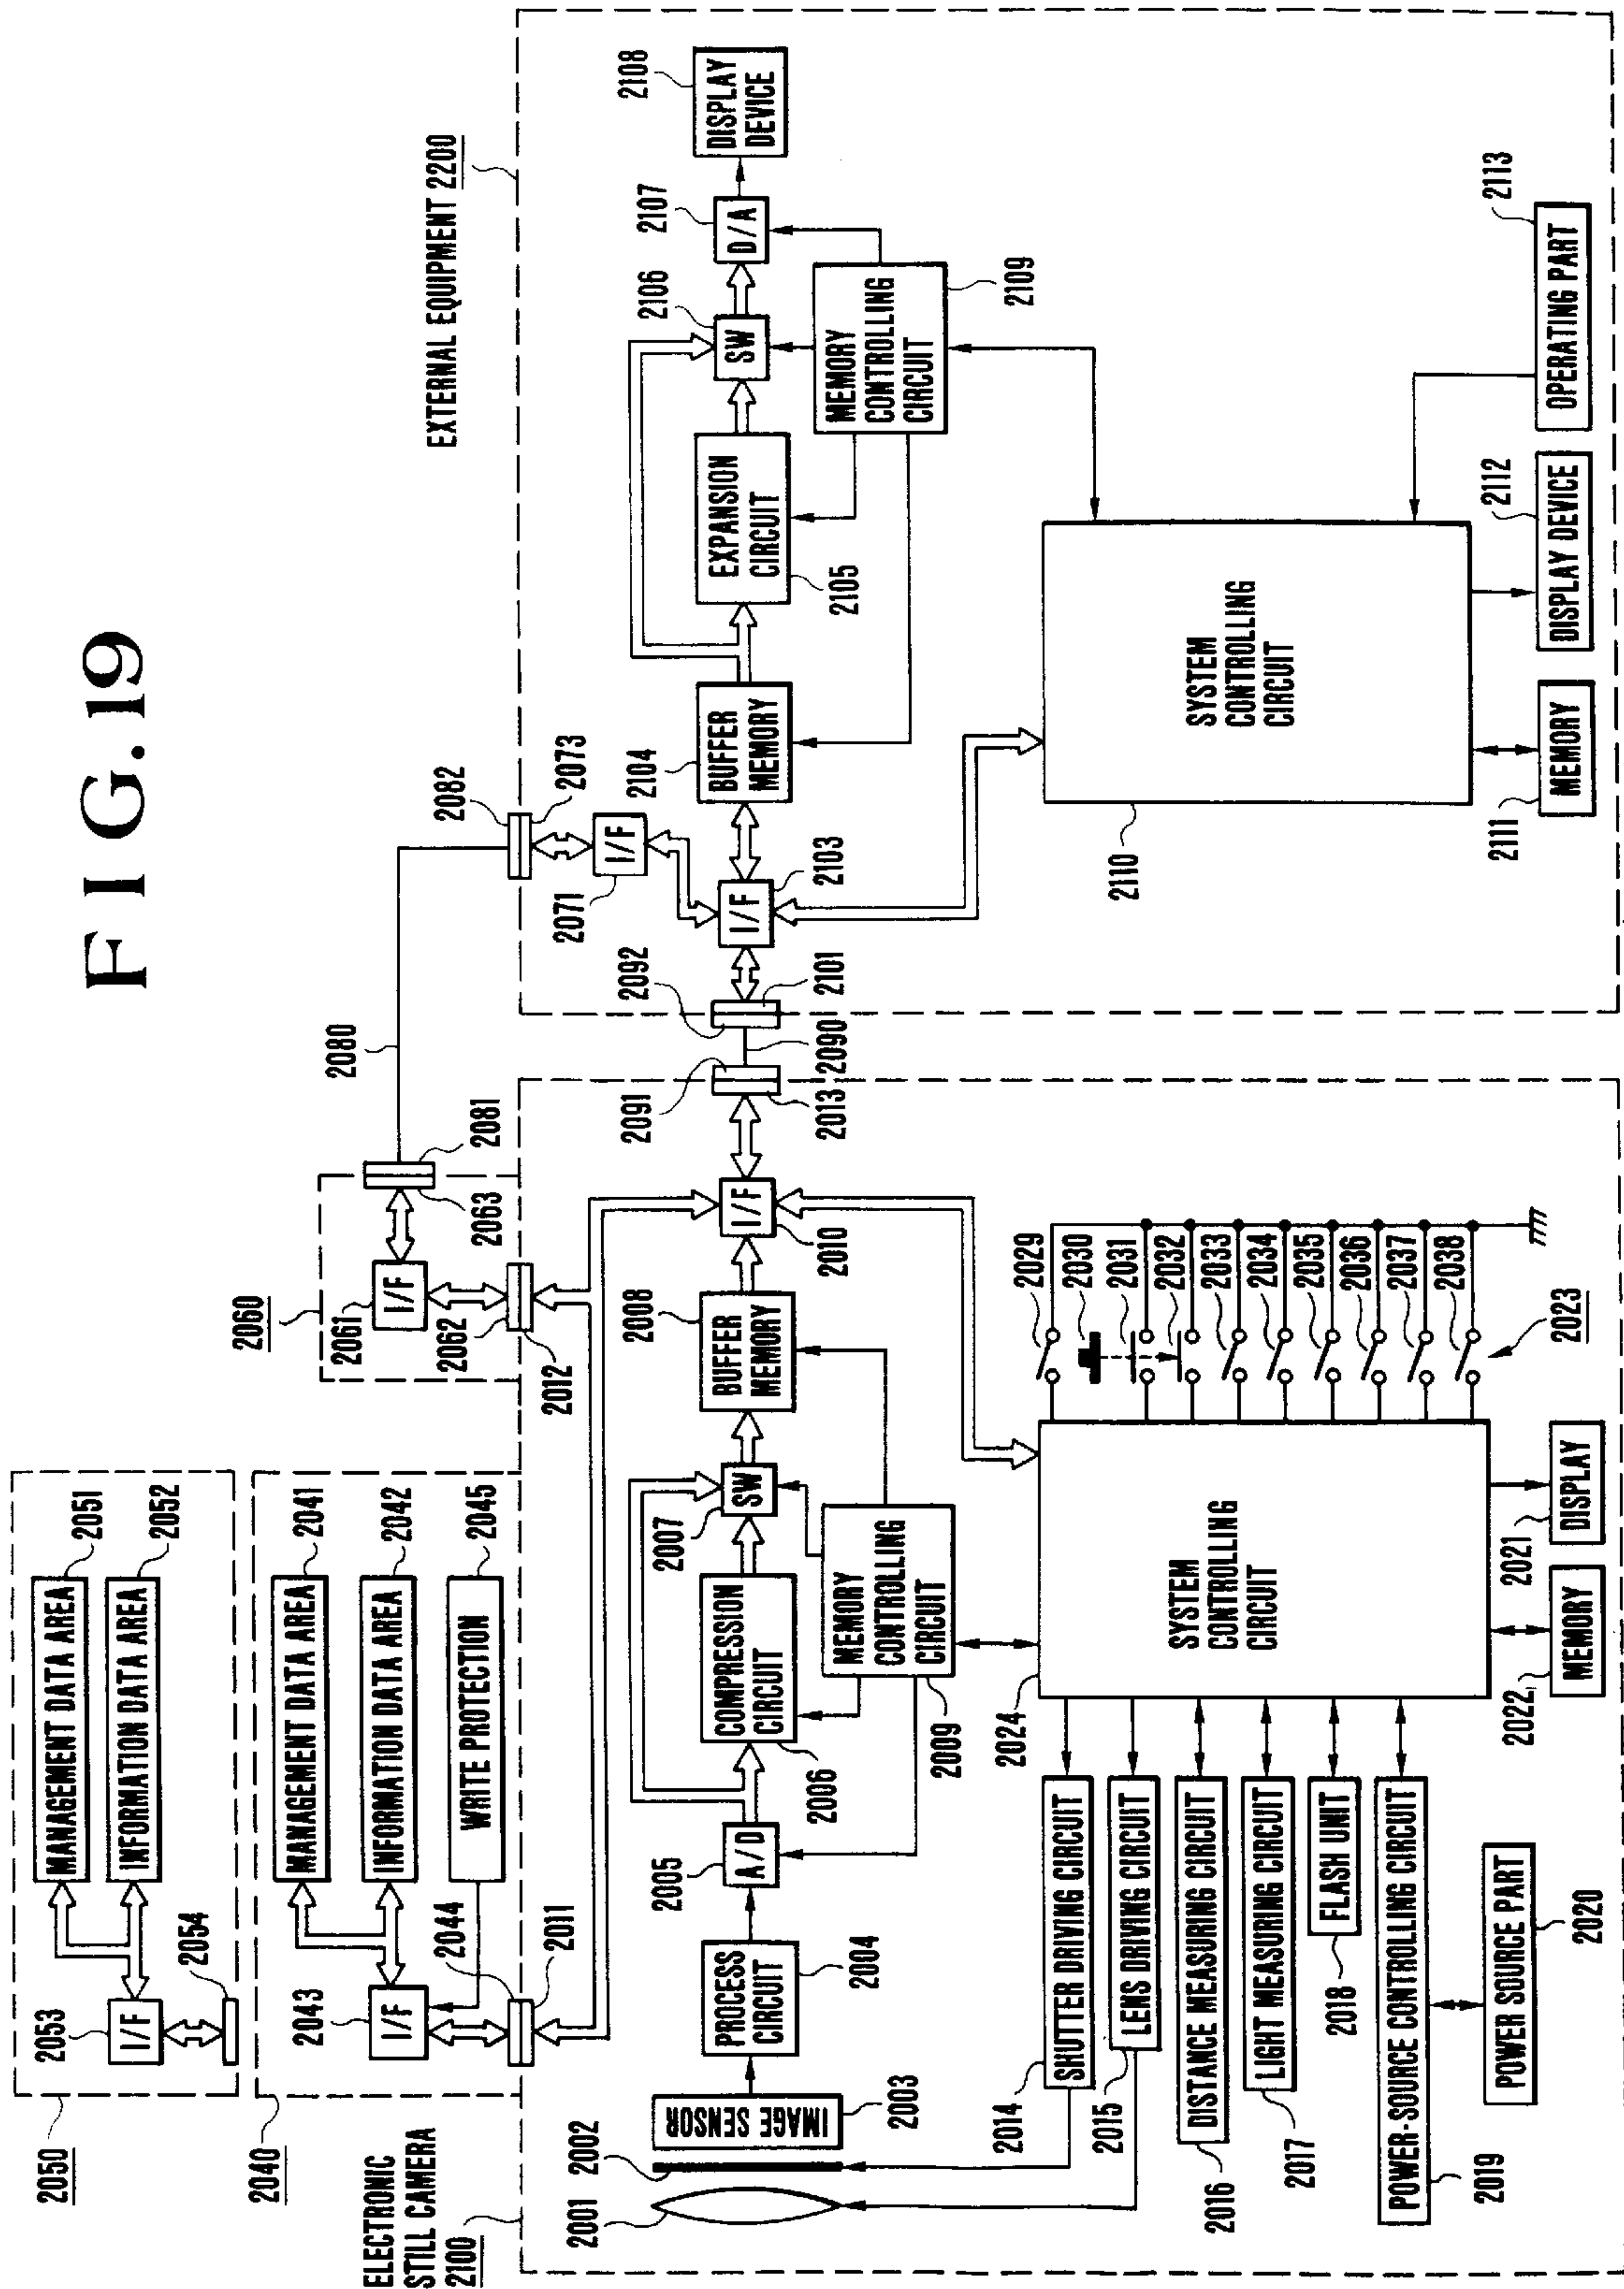 FIG.19
2050
2053
I/F
2054
MANAGEMENT DATA AREA
2051
INFORMATION DATA AREA
2052
2040
2043
I/F
2044
2011
MANAGEMENT DATA AREA
2041
INFORMATION DATA AREA
2042
WRITE PROTECTION
2045
2060
2061
I/F
2062
2012
2063
2081
2080
2082
2073
I/F
2071
ELECTRONIC
STILL CAMERA
2100
2001
2002
IMAGE SENSOR
2003
PROCESS
CIRCUIT
2004
2005
A/D
COMPRESSION
CIRCUIT
2006
2007
SW
2008
BUFFER
MEMORY
MEMORY
CONTROLLING
CIRCUIT
2009
I/F
2010
2091
2013
2090
2092
2101
2014
SHUTTER DRIVING CIRCUIT
2015
LENS DRIVING CIRCUIT
DISTANCE MEASURING CIRCUIT
2016
LIGHT MEASURING CIRCUIT
2017
FLASH UNIT
2018
POWER-SOURCE CONTROLLING CIRCUIT
2019
POWER SOURCE PART
2020
2024
SYSTEM
CONTROLLING
CIRCUIT
2022
MEMORY
2021
DISPLAY
2029
2030
2031
2032
2033
2034
2035
2036
2037
2038
2023
EXTERNAL EQUIPMENT 2200
I/F
2103
2104
BUFFER
MEMORY
EXPANSION
CIRCUIT
2105
2106
SW
2107
D/A
2108
DISPLAY
DEVICE
MEMORY
CONTROLLING
CIRCUIT
2109
2110
SYSTEM
CONTROLLING
CIRCUIT
2111
MEMORY
2112
DISPLAY DEVICE
2113
OPERATING PART